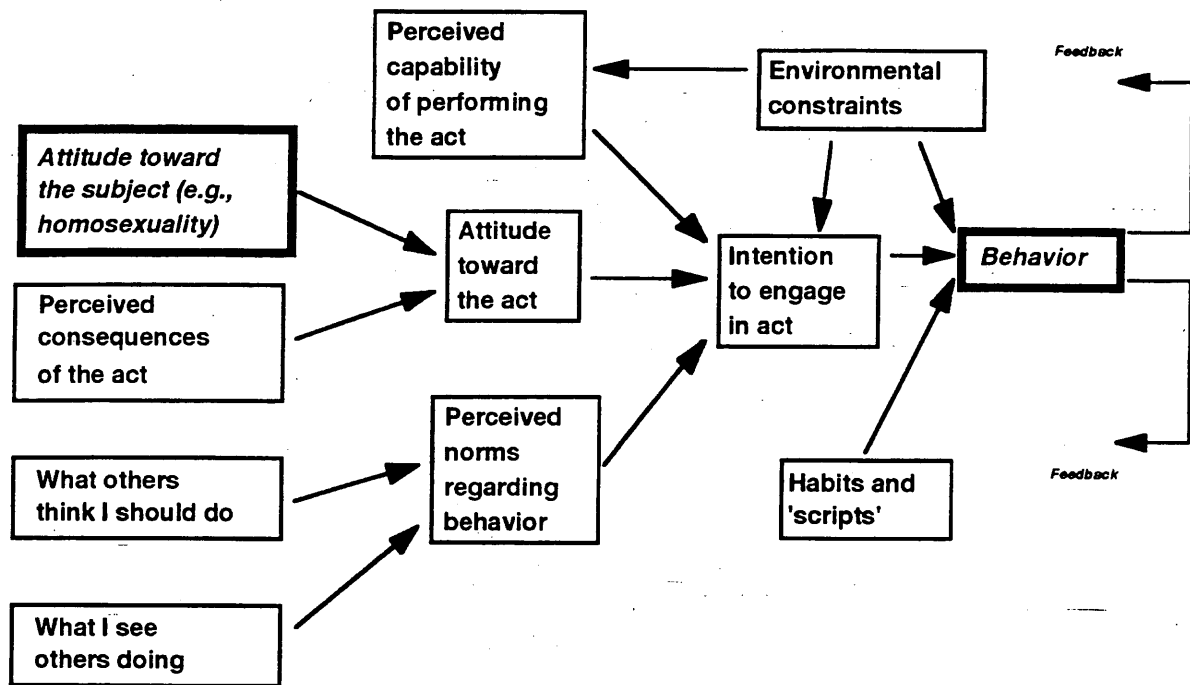 Perceived
capability
of performing
the act
Environmental
constraints
Feedback
Attitude toward
the subject (e.g.,
homosexuality)
Attitude
toward
the act
Intention
to engage
in act
Behavior
Perceived
consequences
of the act
Perceived
norms
regarding
behavior
What others
think I should do
Habits and
'scripts'
Feedback
What I see
others doing